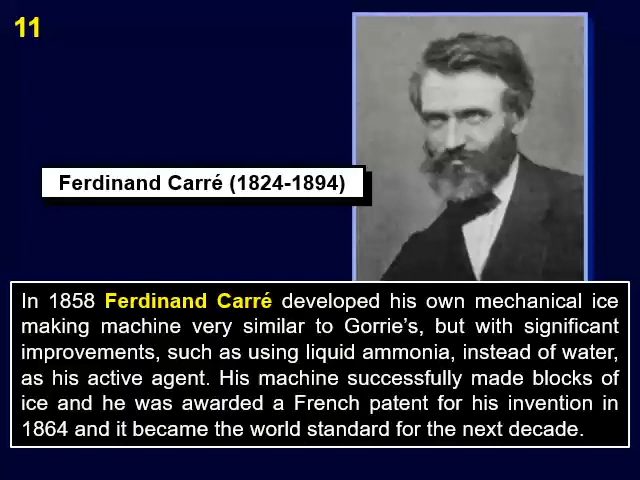 11
Ferdinand Carré (1824-1894)
In 1858 Ferdinand Carré developed his own mechanical ice
making machine very similar to Gorrie's, but with significant
improvements, such as using liquid ammonia, instead of water,
as his active agent. His machine successfully made blocks of
ice and he was awarded a French patent for his invention in
1864 and it became the world standard for the next decade.